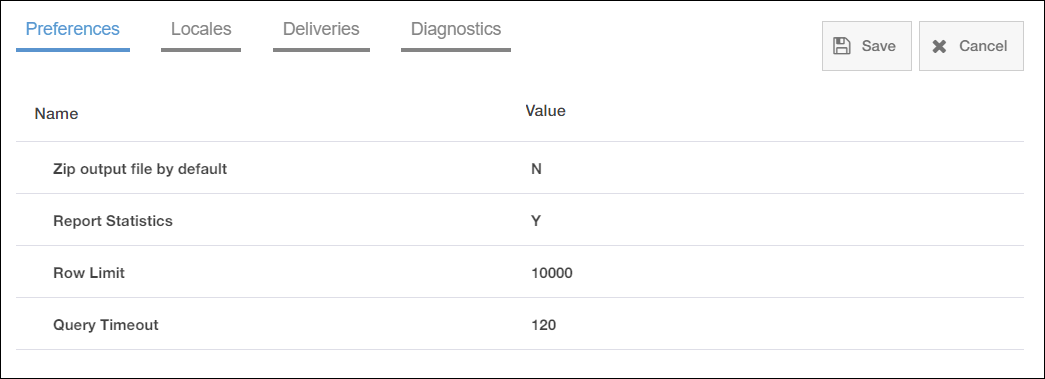 Preferences Locales Deliveries Diagnostics Save Cancel
Name Value
Zip output file by default N
Report Statistics Y
Row Limit 10000
Query Timeout 120